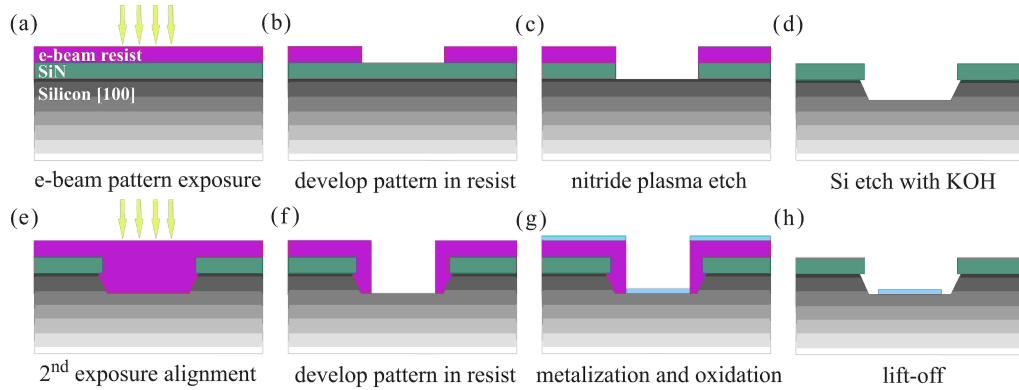 (a)
(b)
(c)
(d)
e-beam resist
SiN
Silicon [100]
e-beam pattern exposure
develop pattern in resist
nitride plasma etch
Si etch with KOH
(e)
(f)
(g)
(h)
2nd exposure alignment
develop pattern in resist
metalization and oxidation
lift-off